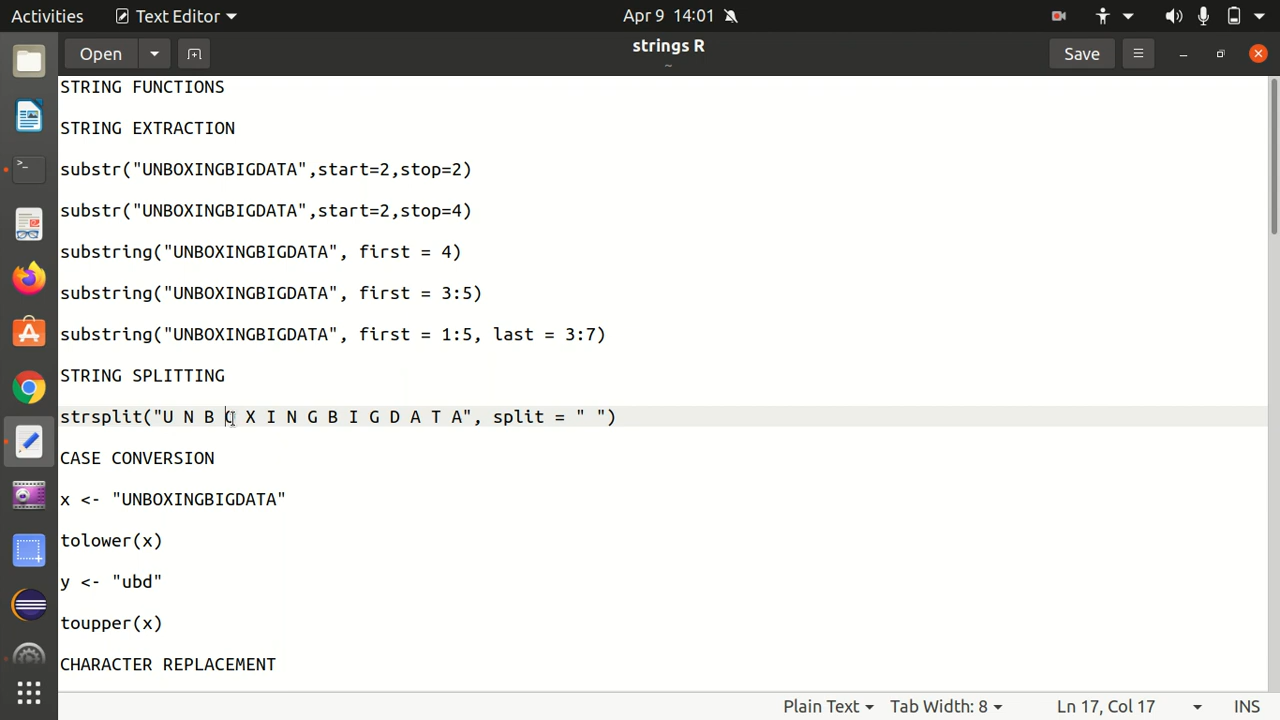 Activities Text Editor Apr 9 14:01
Open strings R Save
~
STRING FUNCTIONS
STRING EXTRACTION
substr("UNBOXINGBIGDATA",start=2,stop=2)
substr("UNBOXINGBIGDATA",start=2,stop=4)
substring("UNBOXINGBIGDATA", first = 4)
substring("UNBOXINGBIGDATA", first = 3:5)
substring("UNBOXINGBIGDATA", first = 1:5, last = 3:7)
STRING SPLITTING
strsplit("U N B O X I N G B I G D A T A", split = " ")
CASE CONVERSION
x <- "UNBOXINGBIGDATA"
tolower(x)
y <- "ubd"
toupper(x)
CHARACTER REPLACEMENT
Plain Text Tab Width: 8 Ln 17, Col 17 INS